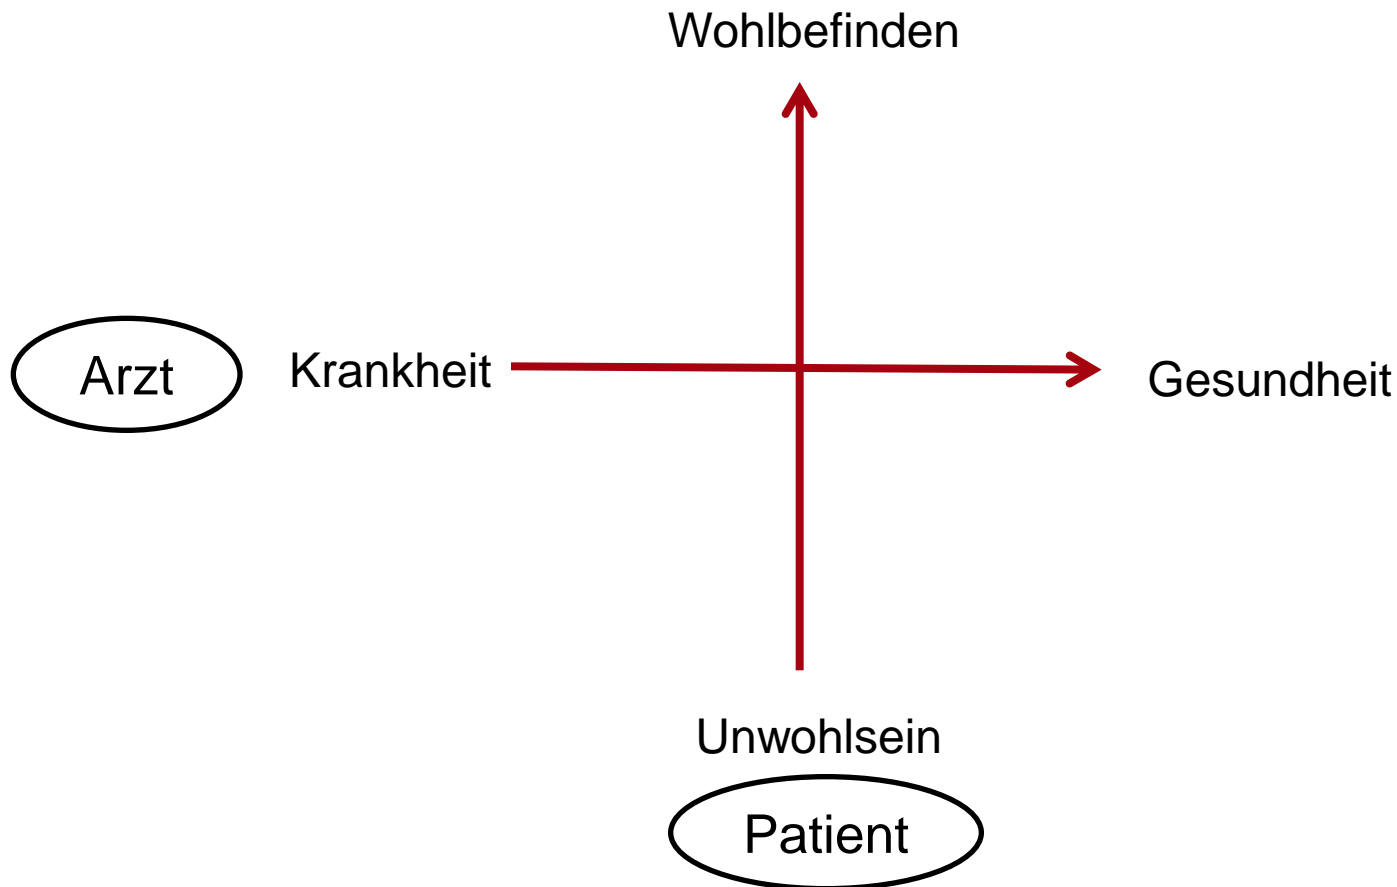 Wohlbefinden
Arzt
Krankheit
Gesundheit
Unwohlsein
Patient